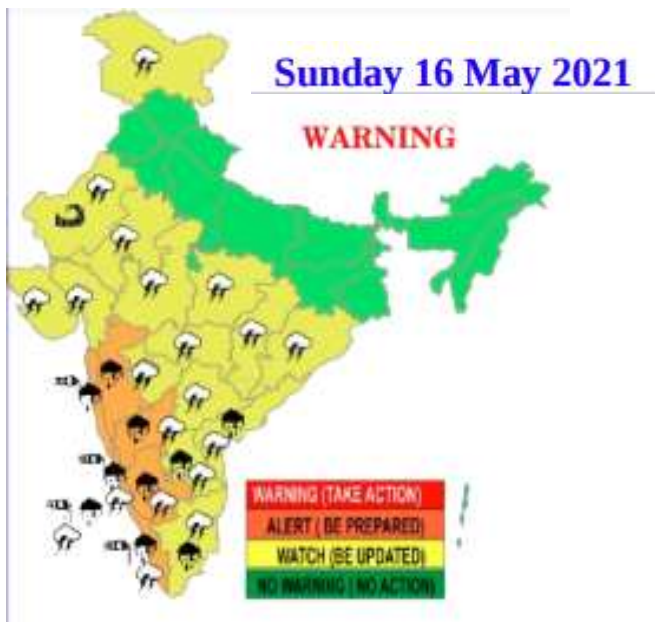 Sunday 16 May 2021
WARNING
WARNING (TAKE ACTION)
ALERT ( BE PREPARED)
WATCH (BE UPDATED)
NO WARNING ( NO ACTION)